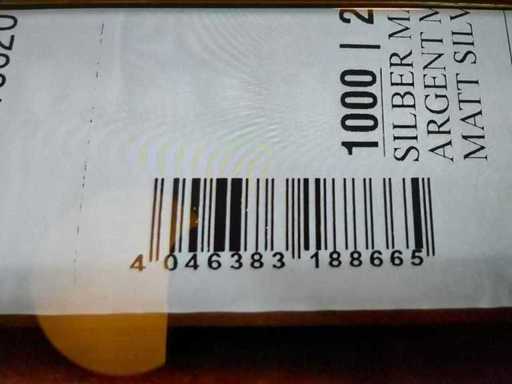 1000 | 2
SILBER M
ARGENT M
MATT SILV
4 046383 188665